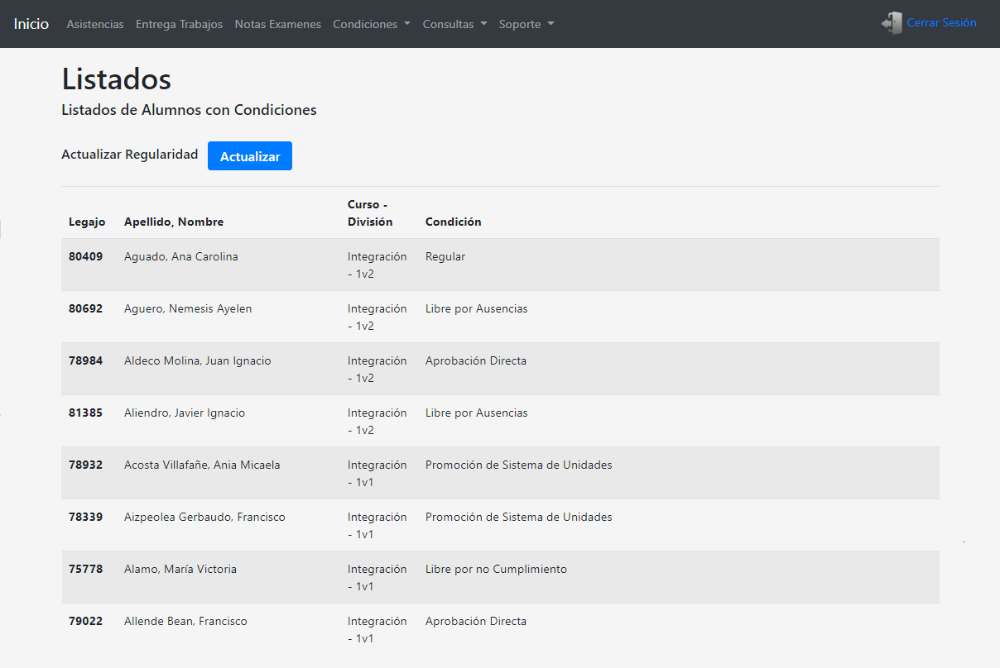 Inicio Asistencias Entrega Trabajos Notas Examenes Condiciones Consultas Soporte Cerrar Sesión
Listados
Listados de Alumnos con Condiciones
Actualizar Regularidad Actualizar
Curso -
Legajo Apellido, Nombre División Condición
80409 Aguado, Ana Carolina Integración Regular
- 1v2
80692 Aguero, Nemesis Ayelen Integración Libre por Ausencias
- 1v2
78984 Aldeco Molina, Juan Ignacio Integración Aprobación Directa
- 1v2
81385 Aliendro, Javier Ignacio Integración Libre por Ausencias
- 1v2
78932 Acosta Villafañe, Ania Micaela Integración Promoción de Sistema de Unidades
- 1v1
78339 Aizpeolea Gerbaudo, Francisco Integración Promoción de Sistema de Unidades
- 1v1
75778 Alamo, María Victoria Integración Libre por no Cumplimiento
- 1v1
79022 Allende Bean, Francisco Integración Aprobación Directa
- 1v1